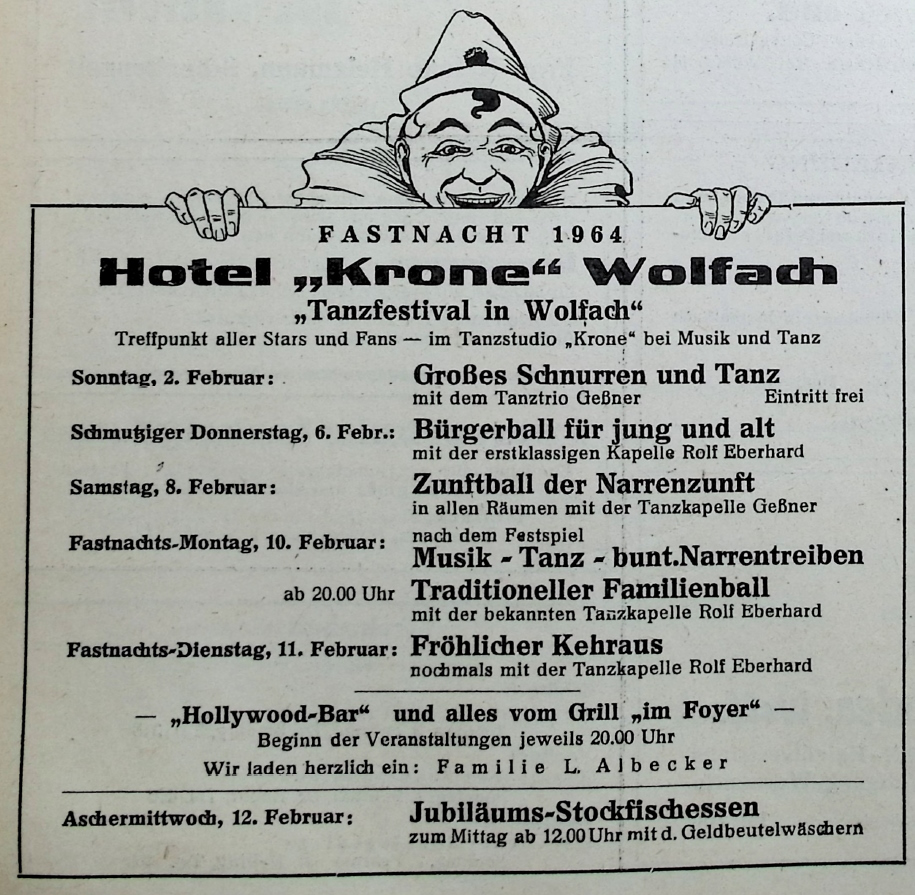 FASTNACHT 1964
Hotel „Krone“ Wolfach
„Tanzfestival in Wolfach“
Treffpunkt aller Stars und Fans — im Tanzstudio „Krone“ bei Musik und Tanz
Sonntag, 2. Februar: Großes Schnurren und Tanz
mit dem Tanztrio Geßner Eintritt frei
Schmutziger Donnerstag, 6. Febr.: Bürgerball für jung und alt
mit der erstklassigen Kapelle Rolf Eberhard
Samstag, 8. Februar: Zunftball der Narrenzunft
in allen Räumen mit der Tanzkapelle Geßner
Fastnachts-Montag, 10. Februar: nach dem Festspiel
Musik - Tanz - bunt.Narrentreiben
ab 20.00 Uhr Traditioneller Familienball
mit der bekannten Tanzkapelle Rolf Eberhard
Fastnachts-Dienstag, 11. Februar: Fröhlicher Kehraus
nochmals mit der Tanzkapelle Rolf Eberhard
— „Hollywood-Bar“ und alles vom Grill „im Foyer“ —
Beginn der Veranstaltungen jeweils 20.00 Uhr
Wir laden herzlich ein: Familie L. Albecker
Aschermittwoch, 12. Februar: Jubiläums-Stockfischessen
zum Mittag ab 12.00 Uhr mit d. Geldbeutelwäschern